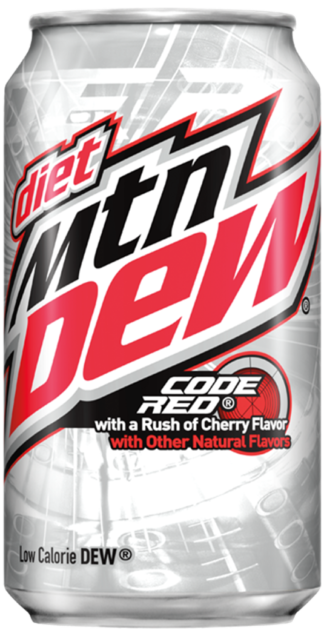 diet
mtn
DEW®
CODE
RED®
with a Rush of Cherry Flavor
with Other Natural Flavors
Low Calorie DEW®